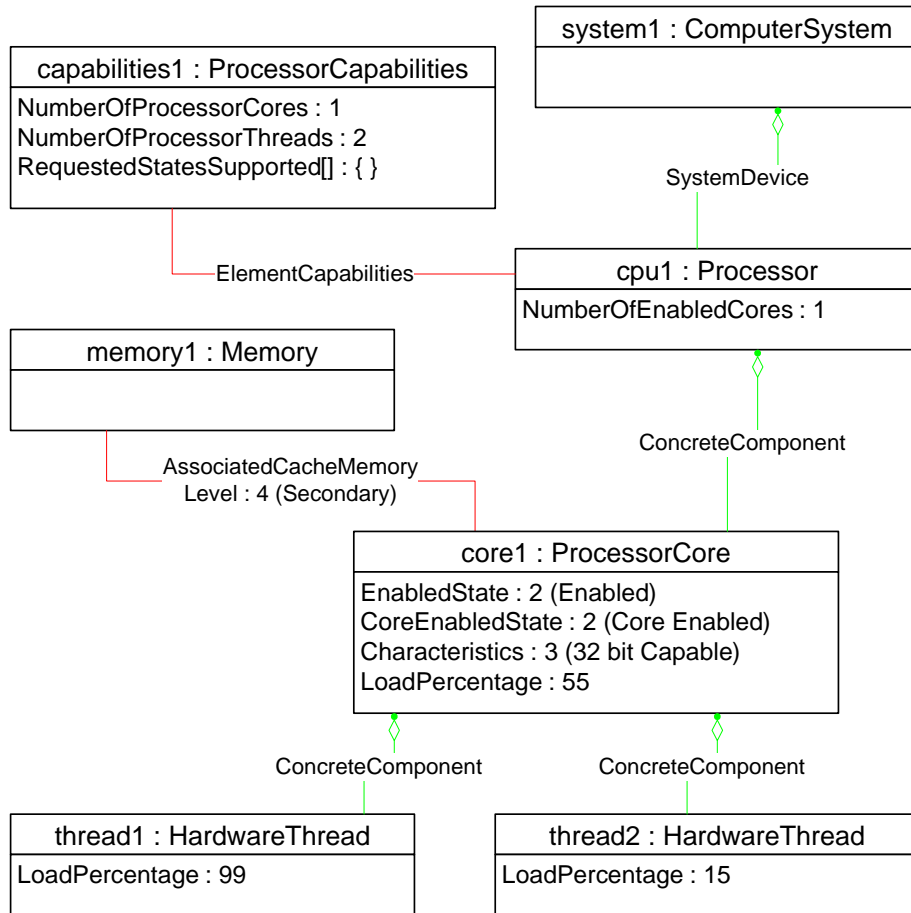 system1 : ComputerSystem
capabilities1 : ProcessorCapabilities
NumberOfProcessorCores : 1
NumberOfProcessorThreads : 2
RequestedStatesSupported[] : { }
SystemDevice
ElementCapabilities
cpu1 : Processor
NumberOfEnabledCores : 1
memory1 : Memory
ConcreteComponent
AssociatedCacheMemory
Level : 4 (Secondary)
core1 : ProcessorCore
EnabledState : 2 (Enabled)
CoreEnabledState : 2 (Core Enabled)
Characteristics : 3 (32 bit Capable)
LoadPercentage : 55
ConcreteComponent
ConcreteComponent
thread1 : HardwareThread
LoadPercentage : 99
thread2 : HardwareThread
LoadPercentage : 15